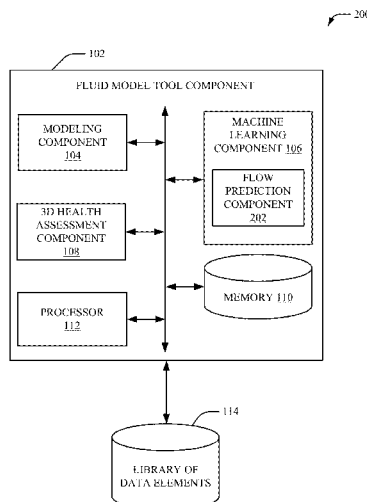 200
102
FLUID MODEL TOOL COMPONENT
MODELING
COMPONENT
104
MACHINE
LEARNING
COMPONENT 106
FLOW
PREDICTION
COMPONENT
202
3D HEALTH
ASSESSMENT
COMPONENT
108
PROCESSOR
112
MEMORY 110
114
LIBRARY OF
DATA ELEMENTS